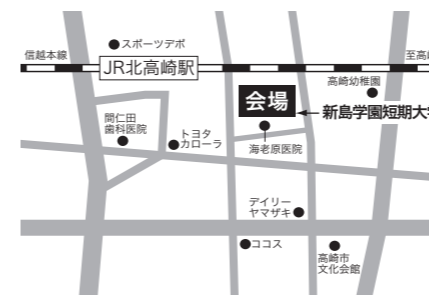 スポーツデポ
信越本線
至高崎
JR北高崎駅
高崎幼稚園
会場
新島学園短期大学
間仁田
歯科医院
トヨタ
カローラ
海老原医院
デイリー
ヤマザキ
ココス
高崎市
文化会館